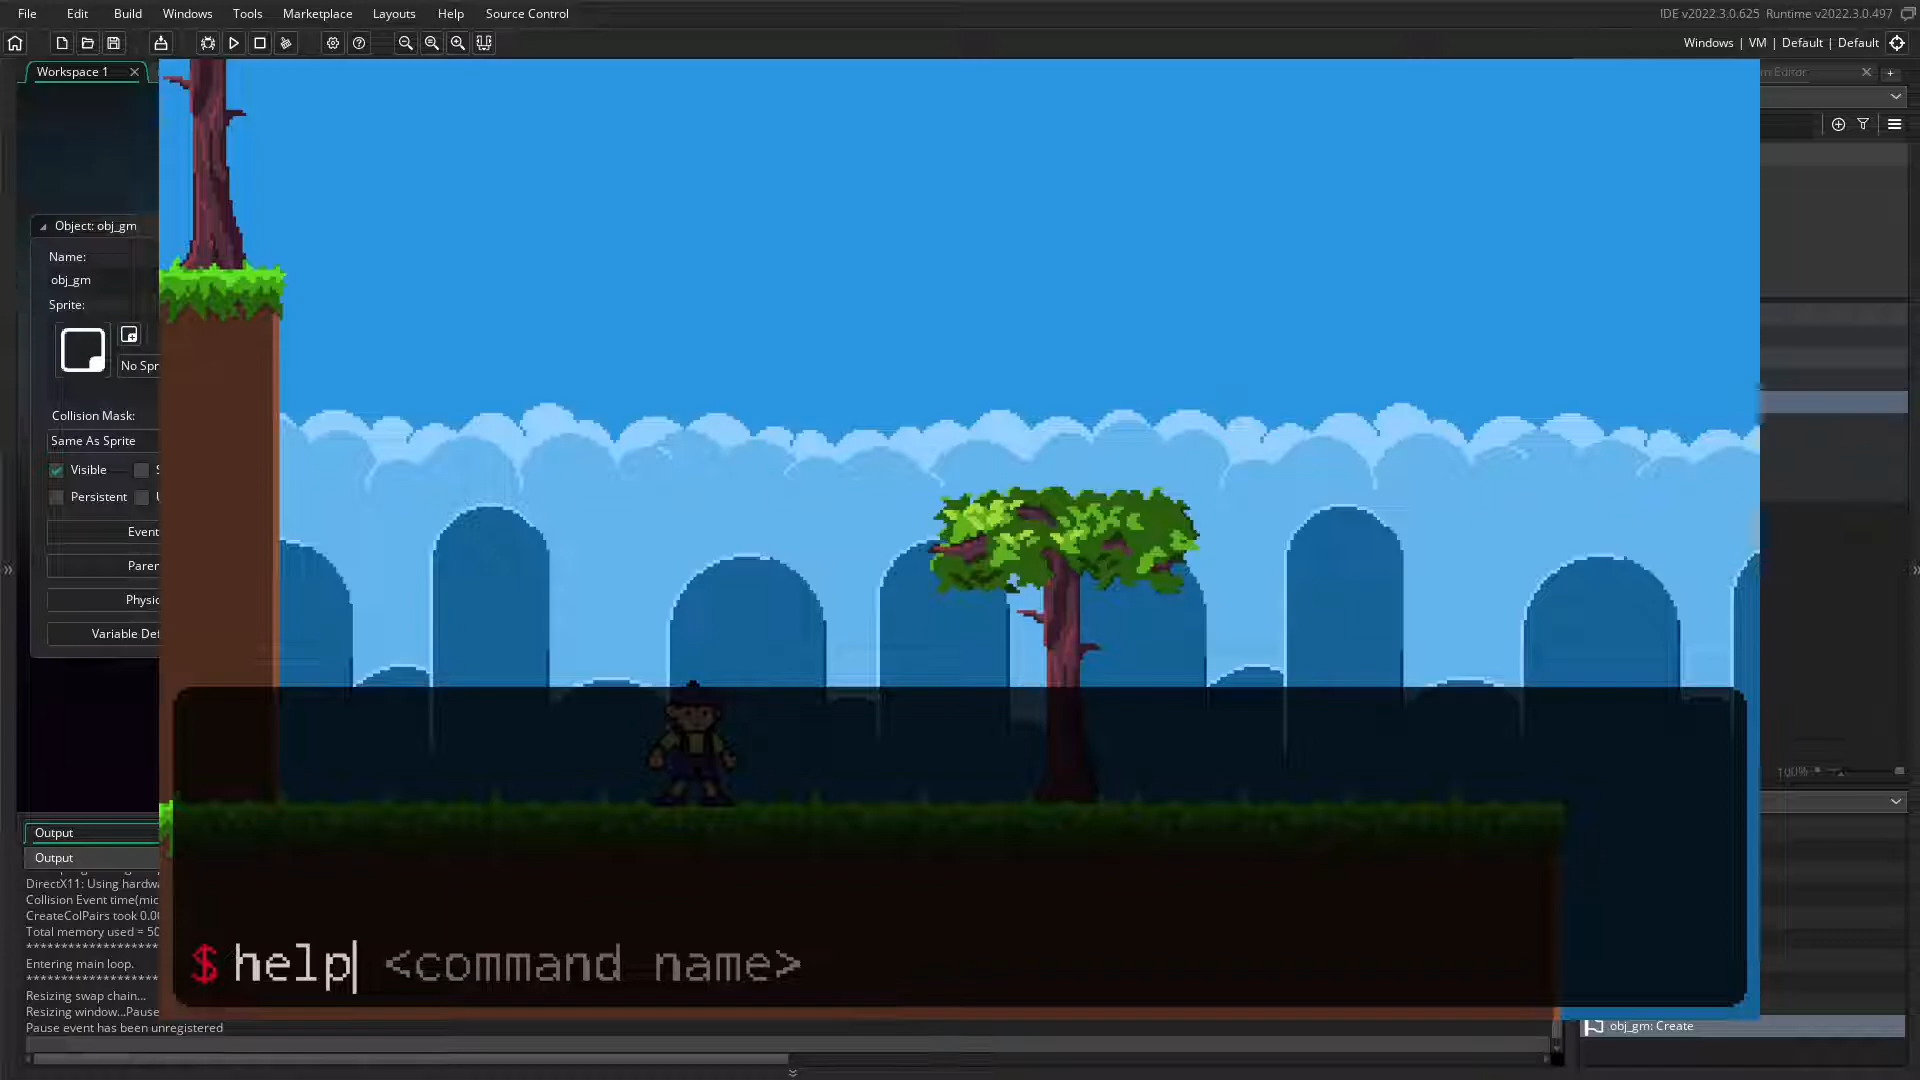 File Edit Build Windows Tools Marketplace Layouts Help Source Control
IDE v2022.3.0.625 Runtime v2022.3.0.497
Windows | VM | Default | Default
Workspace 1
Object: obj_gm
Name:
obj_gm
Sprite:
No Spr
Collision Mask:
Same As Sprite
Visible
Persistent
Event
Paren
Physic
Variable Def
100%
Output
Output
DirectX11: Using hardwa
Collision Event time(mic
CreateColPairs took 0.00
Total memory used = 50
**********************
Entering main loop.
**********************
Resizing swap chain...
Resizing window...Pause
Pause event has been unregistered
$ help <command name>
obj_gm: Create